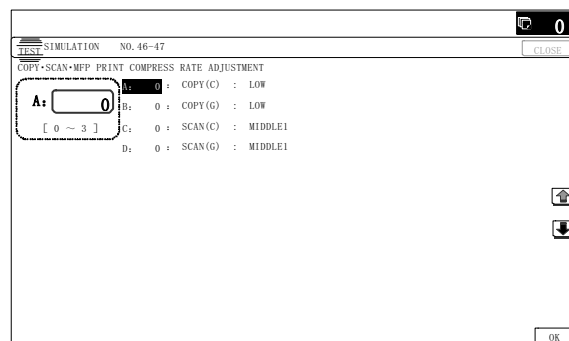 0
TEST SIMULATION NO.46-47
CLOSE
COPY•SCAN•MFP PRINT COMPRESS RATE ADJUSTMENT
A: 0
[ 0 ~ 3 ]
A: 0 : COPY(C) : LOW
B: 0 : COPY(G) : LOW
C: 0 : SCAN(C) : MIDDLE1
D: 0 : SCAN(G) : MIDDLE1
OK